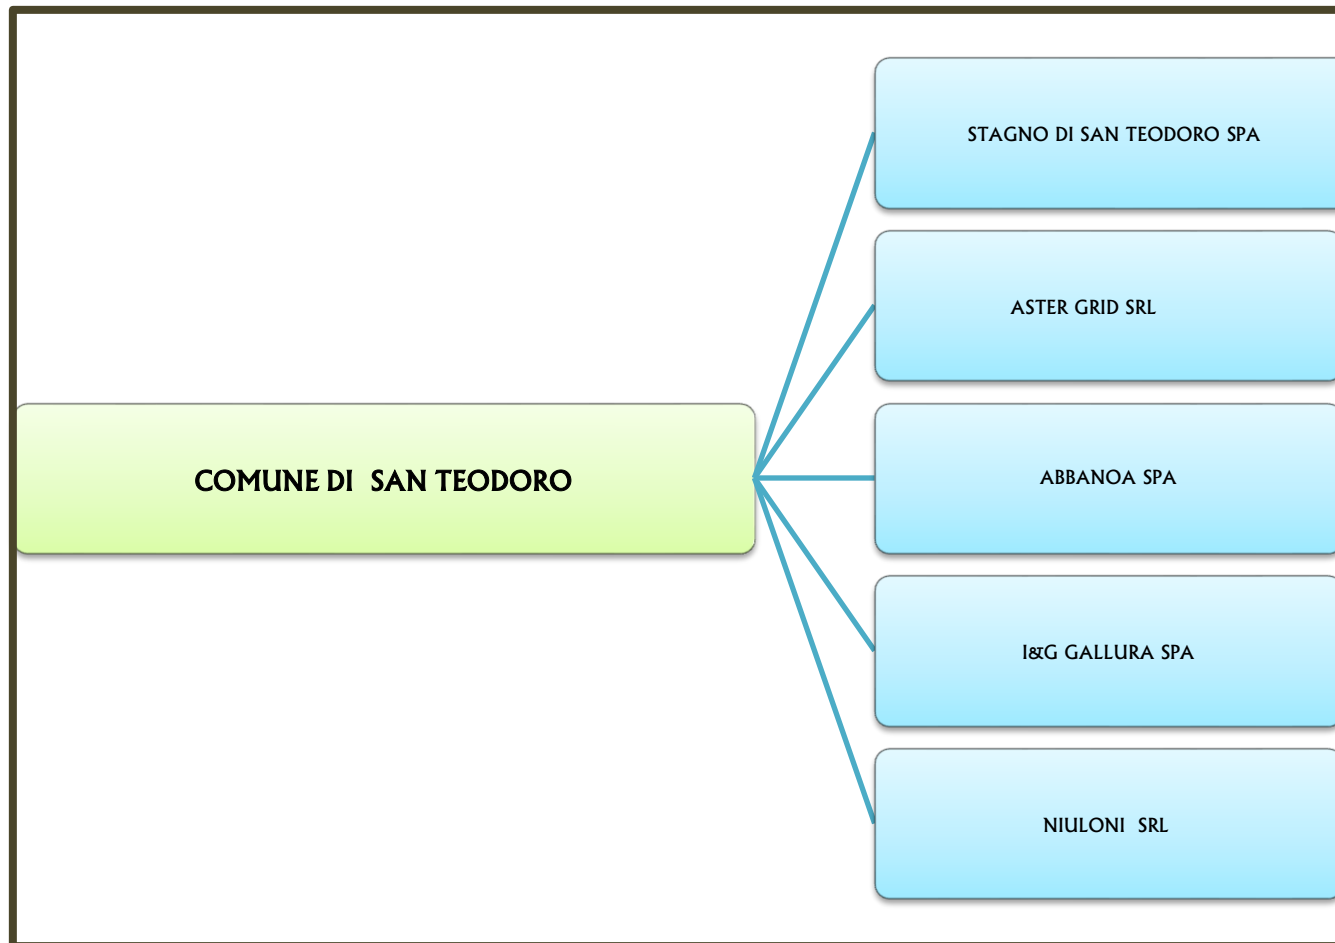 STAGNO DI SAN TEODORO SPA
ASTER GRID SRL
COMUNE DI SAN TEODORO
ABBANOA SPA
I&G GALLURA SPA
NIULONI SRL